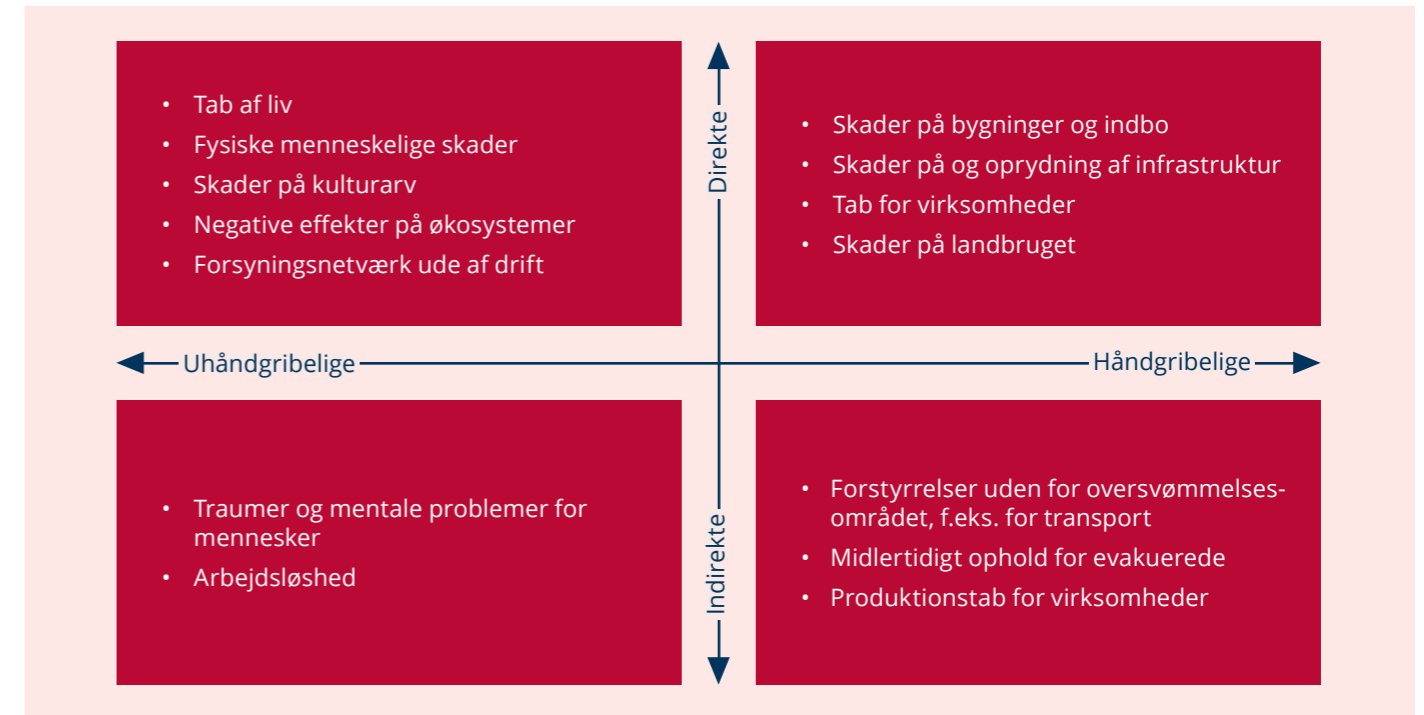 • Tab af liv
• Fysiske menneskelige skader
• Skader på kulturarv
• Negative effekter på økosystemer
• Forsyningsnetværk ude af drift
Direkte
• Skader på bygninger og indbo
• Skader på og oprydning af infrastruktur
• Tab for virksomheder
• Skader på landbruget
Uhåndgribelige
Håndgribelige
• Traumer og mentale problemer for
mennesker
• Arbejdsløshed
Indirekte
• Forstyrrelser uden for oversvømmelses-
området, f.eks. for transport
• Midlertidigt ophold for evakuerede
• Produktionstab for virksomheder